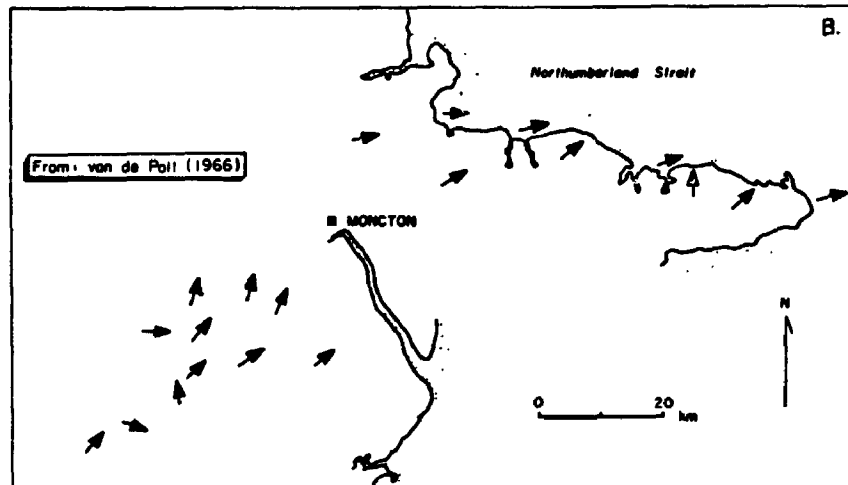 B.
Northumberland Strait
From: van de Poll (1966)
MONCTON
N
0 20
km